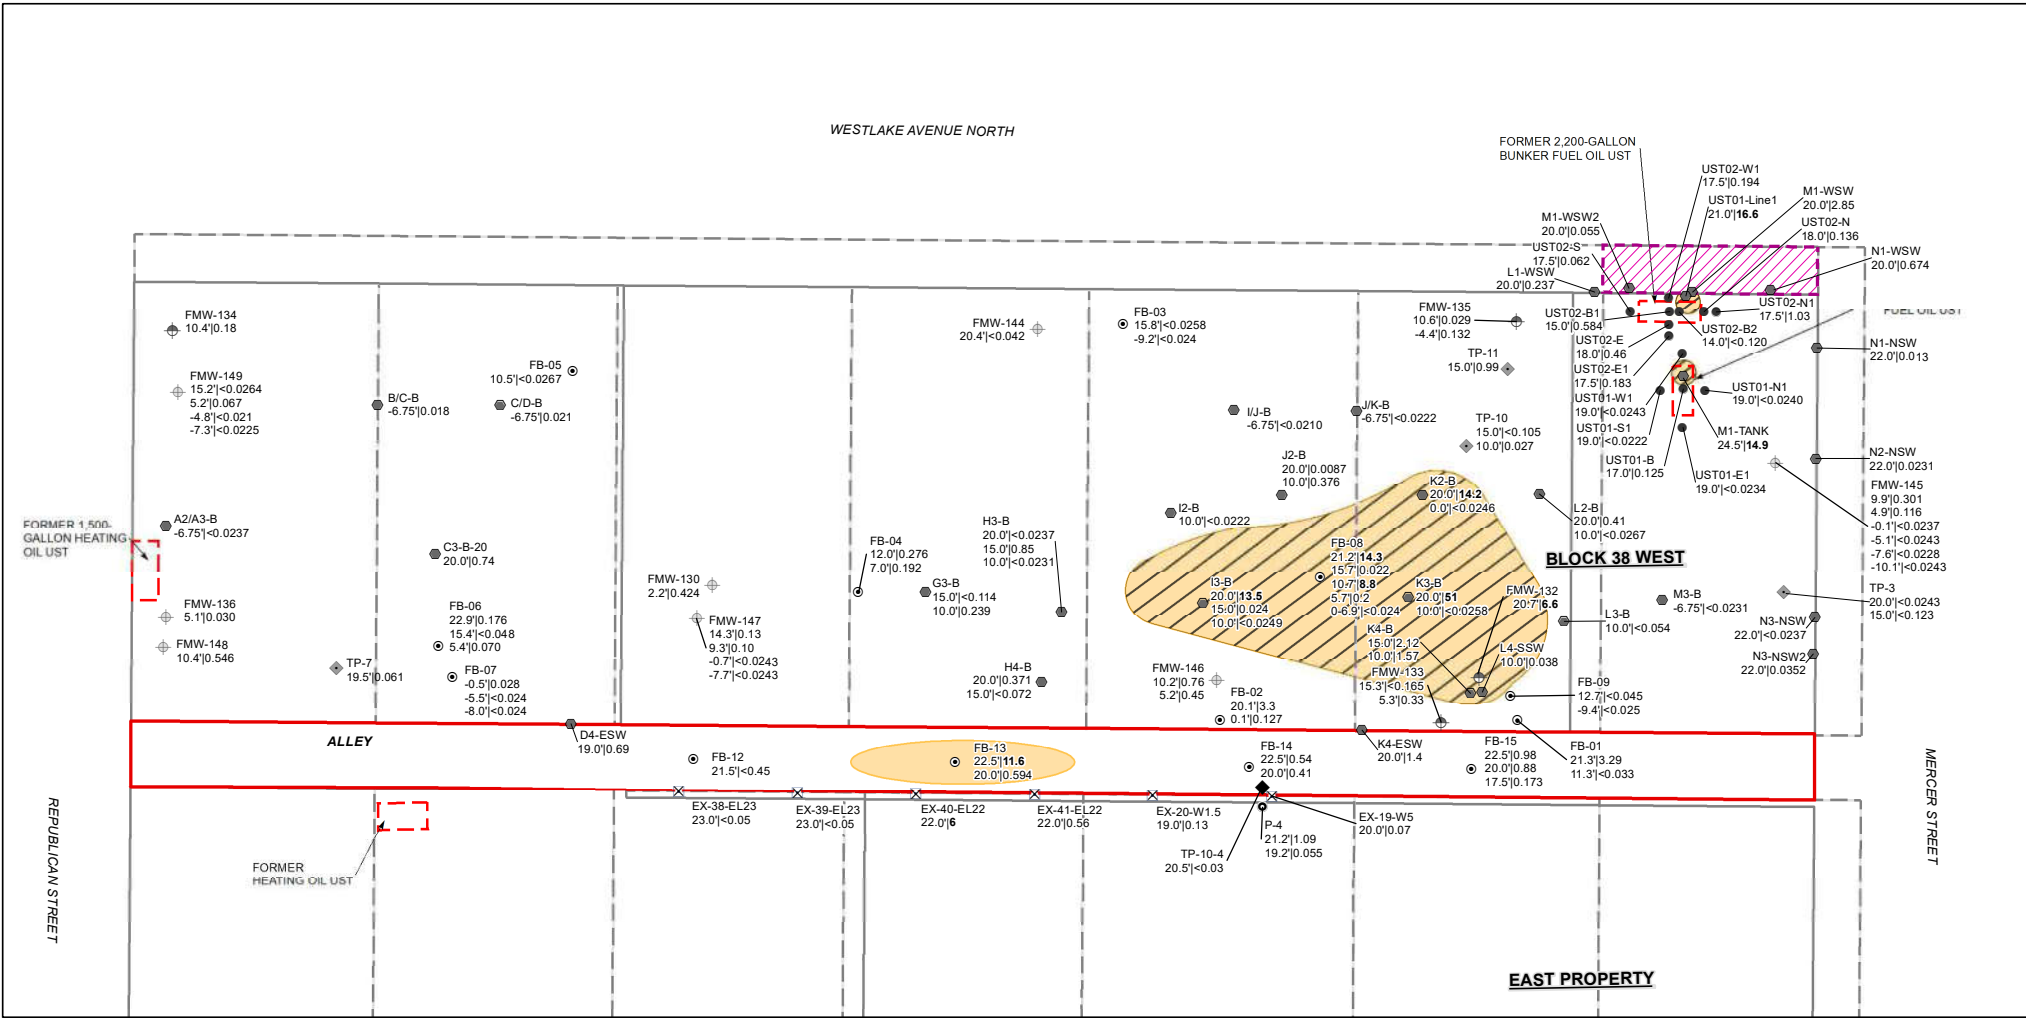 WESTLAKE AVENUE NORTH
FORMER 2,200-GALLON
BUNKER FUEL OIL UST
UST02-W1
17.5'|0.194
UST01-Line1
21.0'|16.6
M1-WSW
20.0'|2.85
UST02-N
18.0'|0.136
M1-WSW2
20.0'|0.055
UST02-S
17.5'|0.062
L1-WSW
20.0'|0.237
N1-WSW
20.0'|0.674
UST02-N1
17.5'|1.03
FUEL OIL UST
UST02-B1
15.0'|0.584
UST02-B2
14.0'|<0.120
UST02-E
18.0'|0.46
UST02-E1
17.5'|0.183
UST01-W1
19.0'|<0.0243
UST01-S1
19.0'|<0.0222
UST01-B
17.0'|0.125
UST01-N1
19.0'|<0.0240
M1-TANK
24.5'|14.9
UST01-E1
19.0'|<0.0234
N1-NSW
22.0'|0.013
N2-NSW
22.0'|0.0231
FMW-145
9.9'|0.301
4.9'|0.116
-0.1'|<0.0237
-5.1'|<0.0243
-7.6'|<0.0228
-10.1'|<0.0243
TP-3
20.0'|<0.0243
15.0'|<0.123
FMW-134
10.4'|0.18
FMW-149
15.2'|<0.0264
5.2'|0.067
-4.8'|<0.021
-7.3'|<0.0225
FB-05
10.5'|<0.0267
B/C-B
-6.75'|0.018
C/D-B
-6.75'|0.021
FMW-144
20.4'|<0.042
FB-03
15.8'|<0.0258
-9.2'|<0.024
FMW-135
10.6'|0.029
-4.4'|0.132
TP-11
15.0'|0.99
I/J-B
-6.75'|<0.0210
J/K-B
-6.75'|<0.0222
TP-10
15.0'|<0.105
10.0'|0.027
J2-B
20.0'|0.0087
10.0'|0.376
K2-B
20.0'|14.2
0.0'|<0.0246
L2-B
20.0'|0.41
10.0'|<0.0267
I2-B
10.0'|<0.0222
FORMER 1,500-
GALLON HEATING
OIL UST
A2/A3-B
-6.75'|<0.0237
C3-B-20
20.0'|0.74
FMW-136
5.1'|0.030
FMW-148
10.4'|0.546
TP-7
19.5'|0.061
FB-06
22.9'|0.176
15.4'|<0.048
5.4'|0.070
FB-07
-0.5'|0.028
-5.5'|<0.024
-8.0'|<0.024
FMW-130
2.2'|0.424
FMW-147
14.3'|0.13
9.3'|0.10
-0.7'|<0.0243
-7.7'|<0.0243
FB-04
12.0'|0.276
7.0'|0.192
G3-B
15.0'|<0.114
10.0'|0.239
H3-B
20.0'|<0.0237
15.0'|0.85
10.0'|<0.0231
H4-B
20.0'|0.371
15.0'|<0.072
FB-08
21.2'|14.3
15.7'|0.022
10.7'|8.8
5.7'|0.2
0-6.9'|<0.024
I3-B
20.0'|13.5
15.0'|0.024
10.0'|<0.0249
K3-B
20.0'|51
10.0'|<0.0258
FMW-132
20.7'|6.6
BLOCK 38 WEST
M3-B
-6.75'|<0.0231
L3-B
10.0'|<0.054
N3-NSW
22.0'|<0.0237
N3-NSW2
22.0'|0.0352
K4-B
15.0'|2.12
10.0'|1.57
L4-SSW
10.0'|0.038
FMW-133
15.3'|<0.165
5.3'|0.33
FMW-146
10.2'|0.76
5.2'|0.45
FB-02
20.1'|3.3
0.1'|0.127
FB-09
12.7'|<0.045
-9.4'|<0.025
ALLEY
D4-ESW
19.0'|0.69
FB-12
21.5'|<0.45
FB-13
22.5'|11.6
20.0'|0.594
FB-14
22.5'|0.54
20.0'|0.41
K4-ESW
20.0'|1.4
FB-15
22.5'|0.98
20.0'|0.88
17.5'|0.173
FB-01
21.3'|3.29
11.3'|<0.033
EX-38-EL23
23.0'|<0.05
EX-39-EL23
23.0'|<0.05
EX-40-EL22
22.0'|6
EX-41-EL22
22.0'|0.56
EX-20-W1.5
19.0'|0.13
P-4
21.2'|1.09
19.2'|0.055
EX-19-W5
20.0'|0.07
TP-10-4
20.5'|<0.03
FORMER
HEATING OIL UST
REPUBLICAN STREET
MERCER STREET
EAST PROPERTY